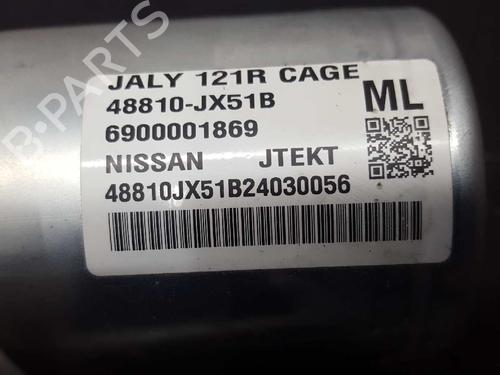 B-PARTS
JALY 121R CAGE
48810-JX51B
ML
6900001869
NISSAN JTEKT
48810JX51B24030056